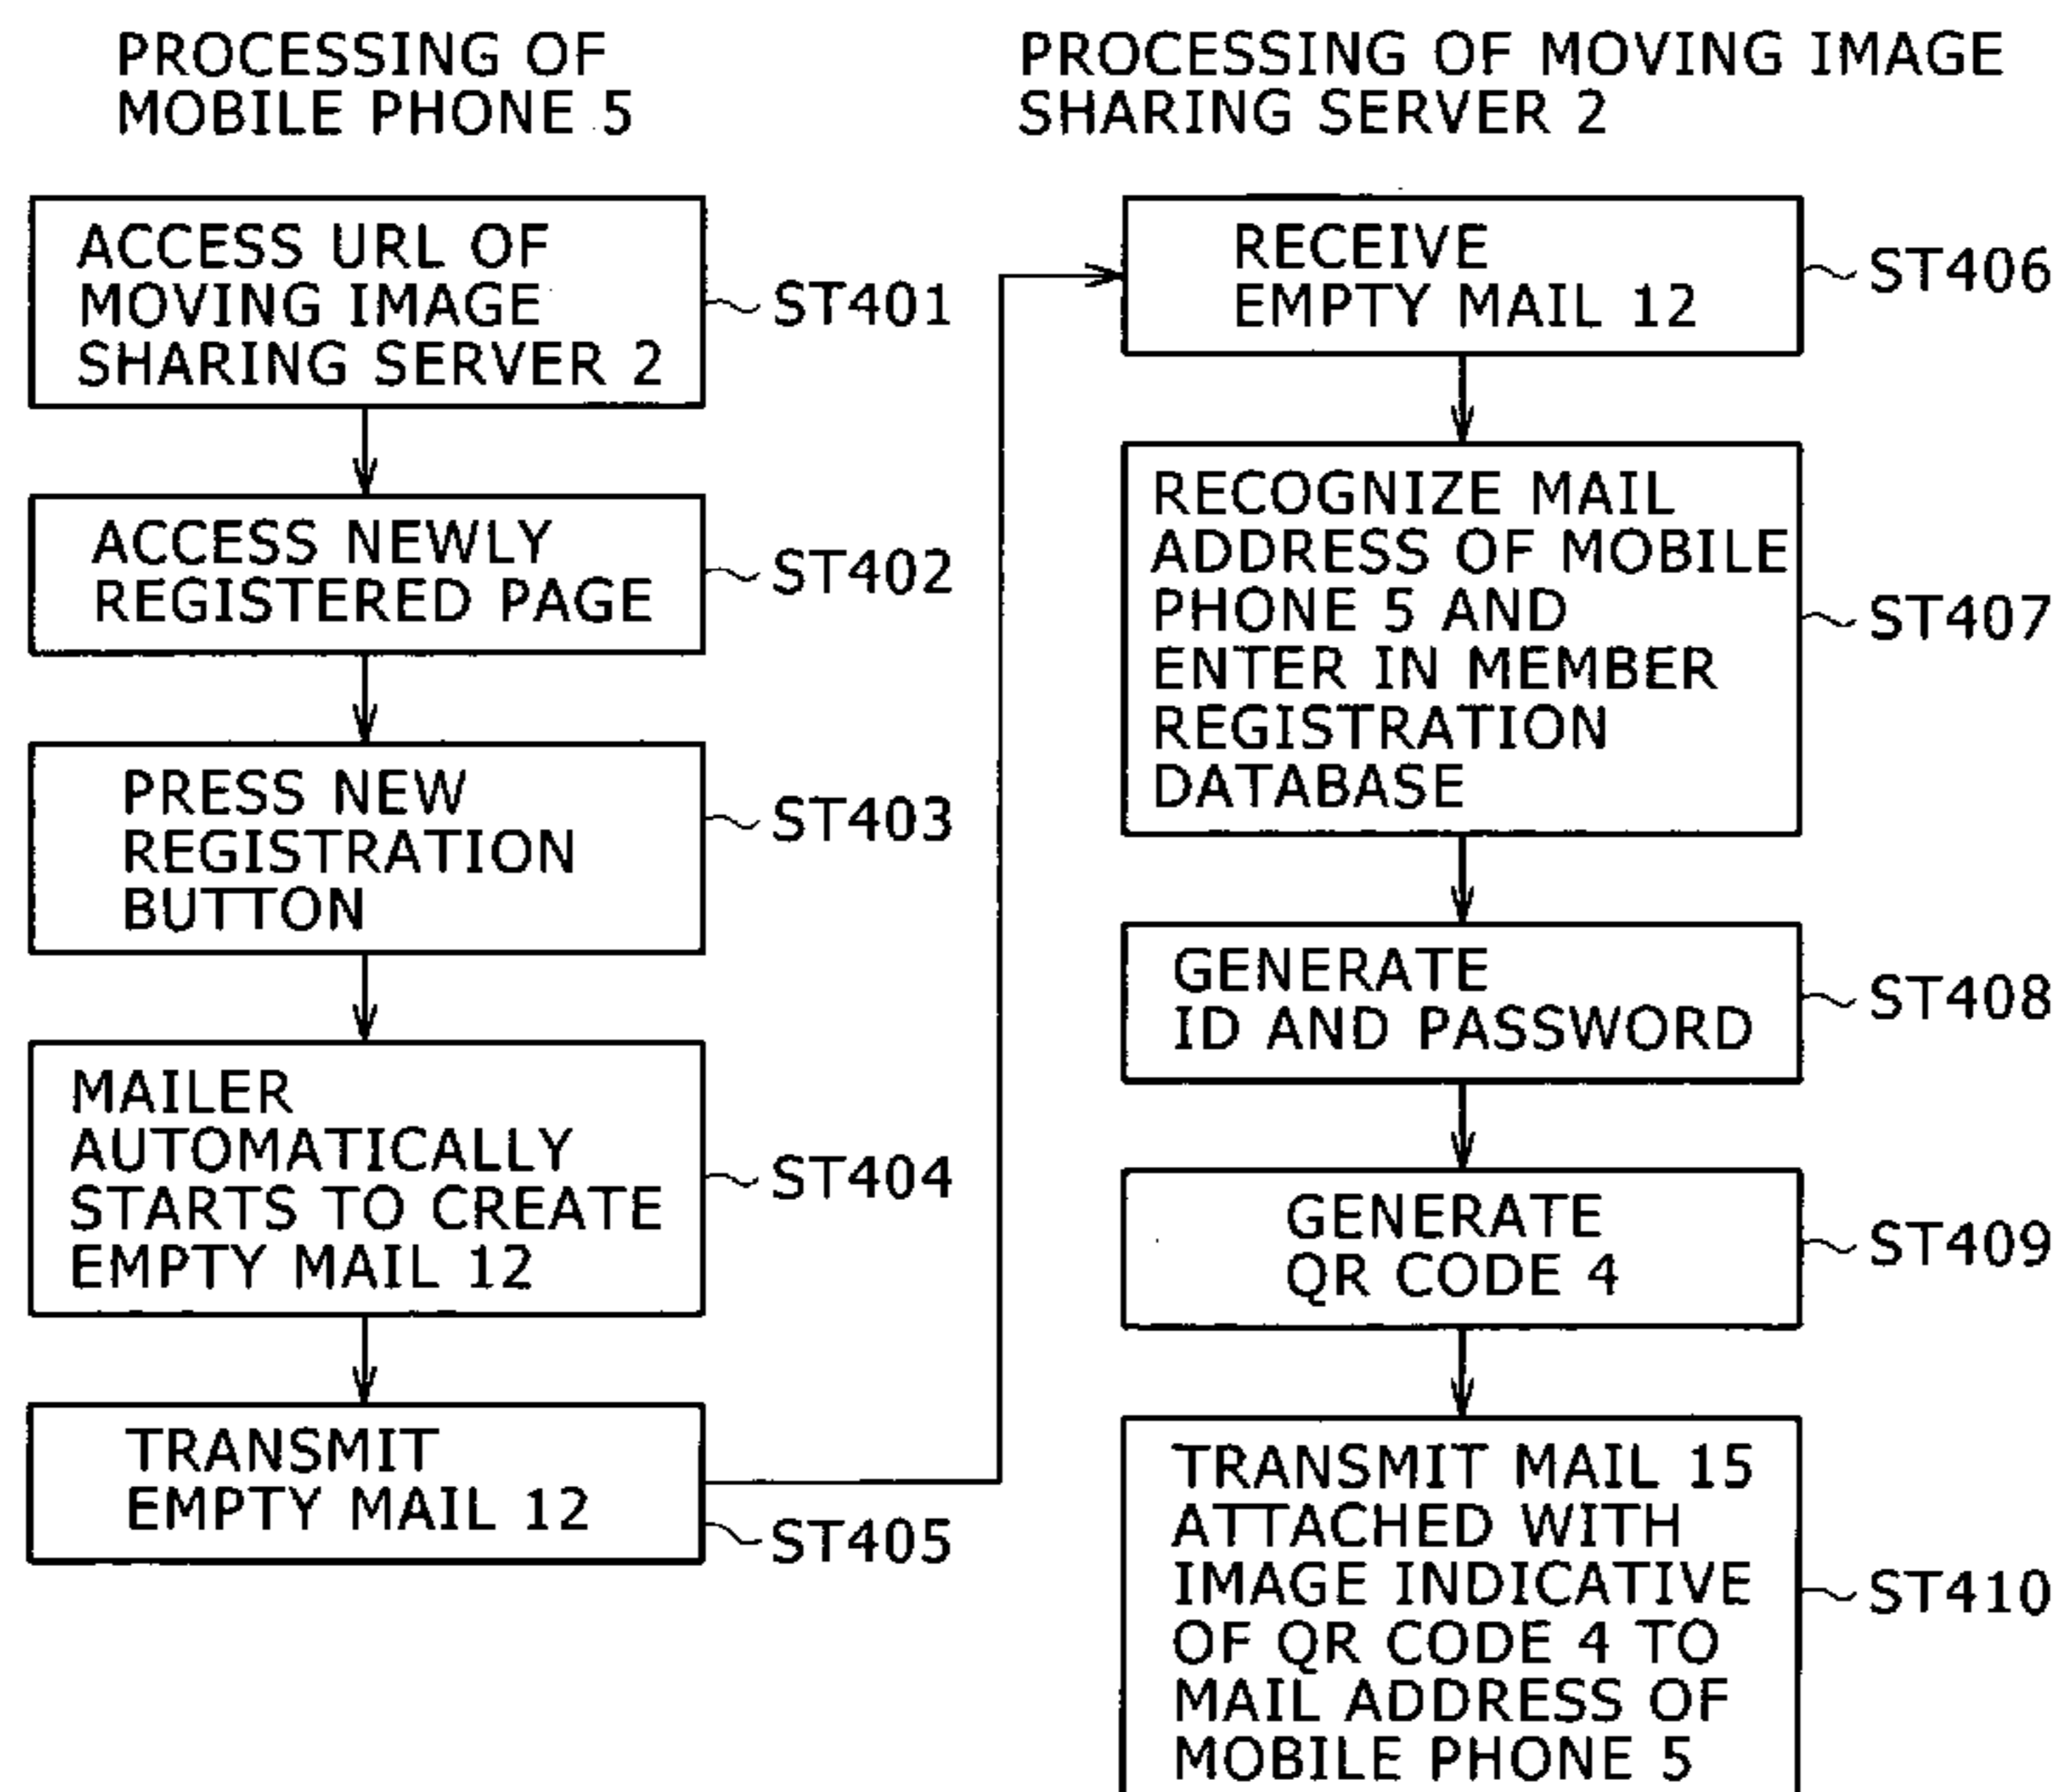 PROCESSING OF
MOBILE PHONE 5
ACCESS URL OF
MOVING IMAGE
SHARING SERVER 2
ST401
ACCESS NEWLY
REGISTERED PAGE
ST402
PRESS NEW
REGISTRATION
BUTTON
ST403
MAILER
AUTOMATICALLY
STARTS TO CREATE
EMPTY MAIL 12
ST404
TRANSMIT
EMPTY MAIL 12
ST405
PROCESSING OF MOVING IMAGE
SHARING SERVER 2
RECEIVE
EMPTY MAIL 12
ST406
RECOGNIZE MAIL
ADDRESS OF MOBILE
PHONE 5 AND
ENTER IN MEMBER
REGISTRATION
DATABASE
ST407
GENERATE
ID AND PASSWORD
ST408
GENERATE
QR CODE 4
ST409
TRANSMIT MAIL 15
ATTACHED WITH
IMAGE INDICATIVE
OF QR CODE 4 TO
MAIL ADDRESS OF
MOBILE PHONE 5
ST410